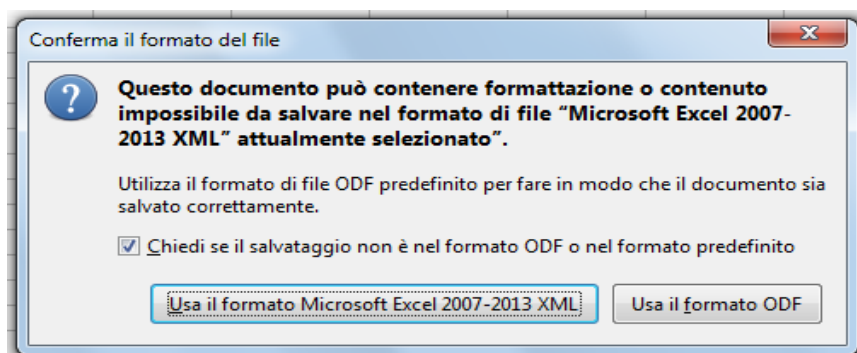 Conferma il formato del file
Questo documento può contenere formattazione o contenuto
impossibile da salvare nel formato di file “Microsoft Excel 2007-
2013 XML” attualmente selezionato”.
Utilizza il formato di file ODF predefinito per fare in modo che il documento sia
salvato correttamente.
Chiedi se il salvataggio non è nel formato ODF o nel formato predefinito
Usa il formato Microsoft Excel 2007-2013 XML Usa il formato ODF